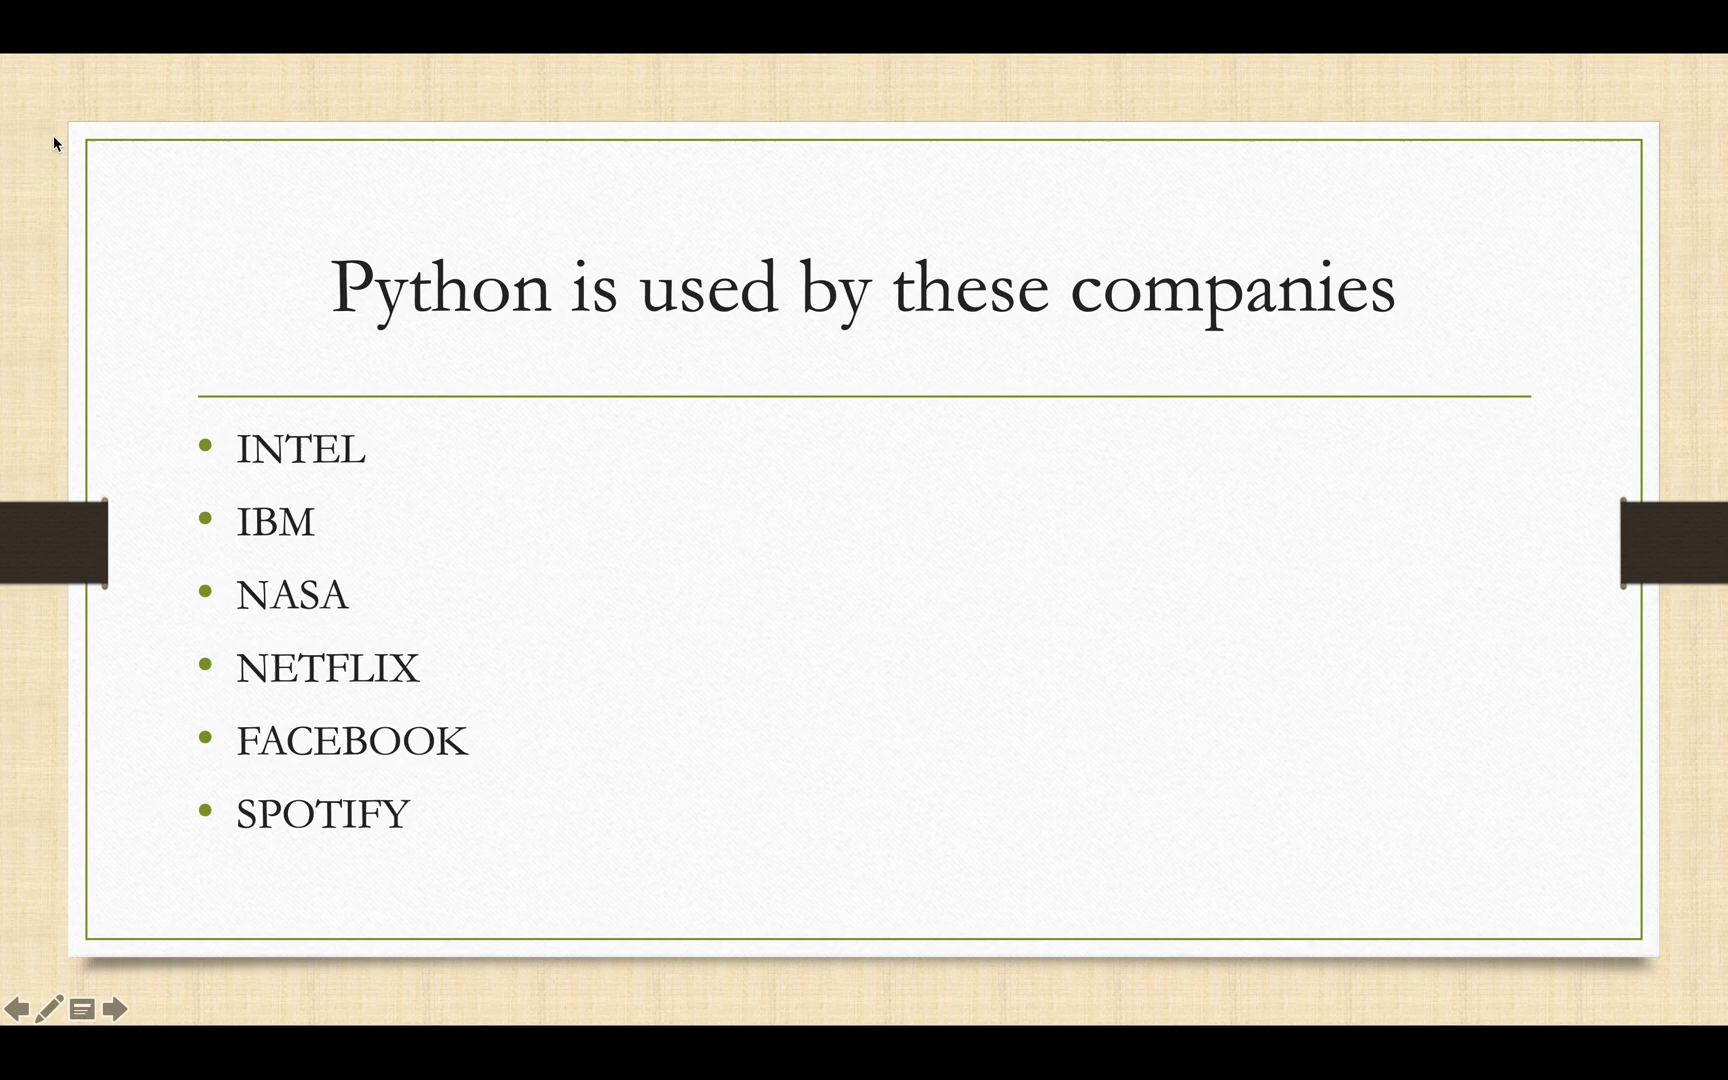 Python is used by these companies
• INTEL
• IBM
• NASA
• NETFLIX
• FACEBOOK
• SPOTIFY